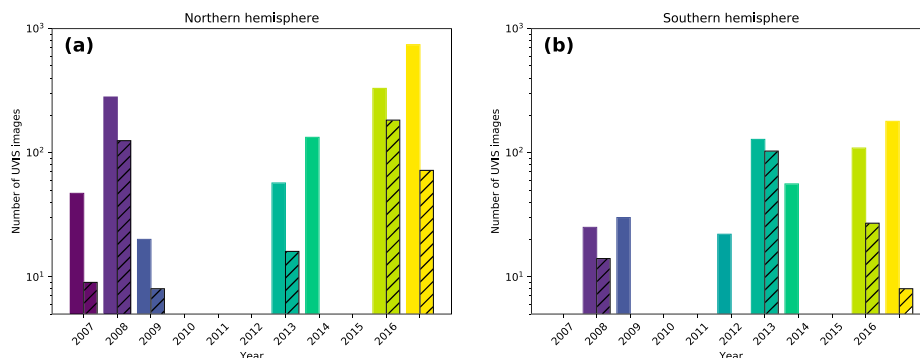 Northern hemisphere
(a)
Number of UVIS images
10³
10²
10¹
2007 2008 2009 2010 2011 2012 2013 2014 2015 2016
Year
Southern hemisphere
(b)
Number of UVIS images
10³
10²
10¹
2007 2008 2009 2010 2011 2012 2013 2014 2015 2016
Year